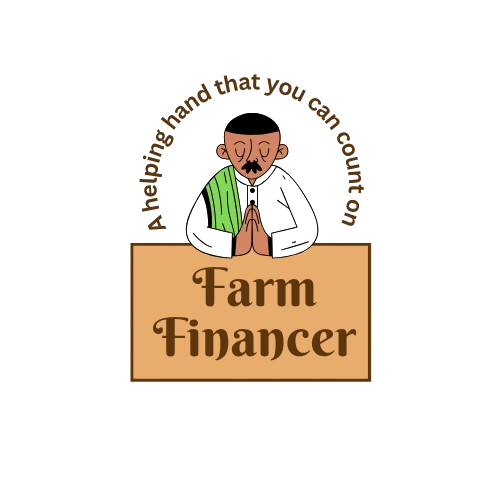 A helping hand that you can count on
Farm
Financer